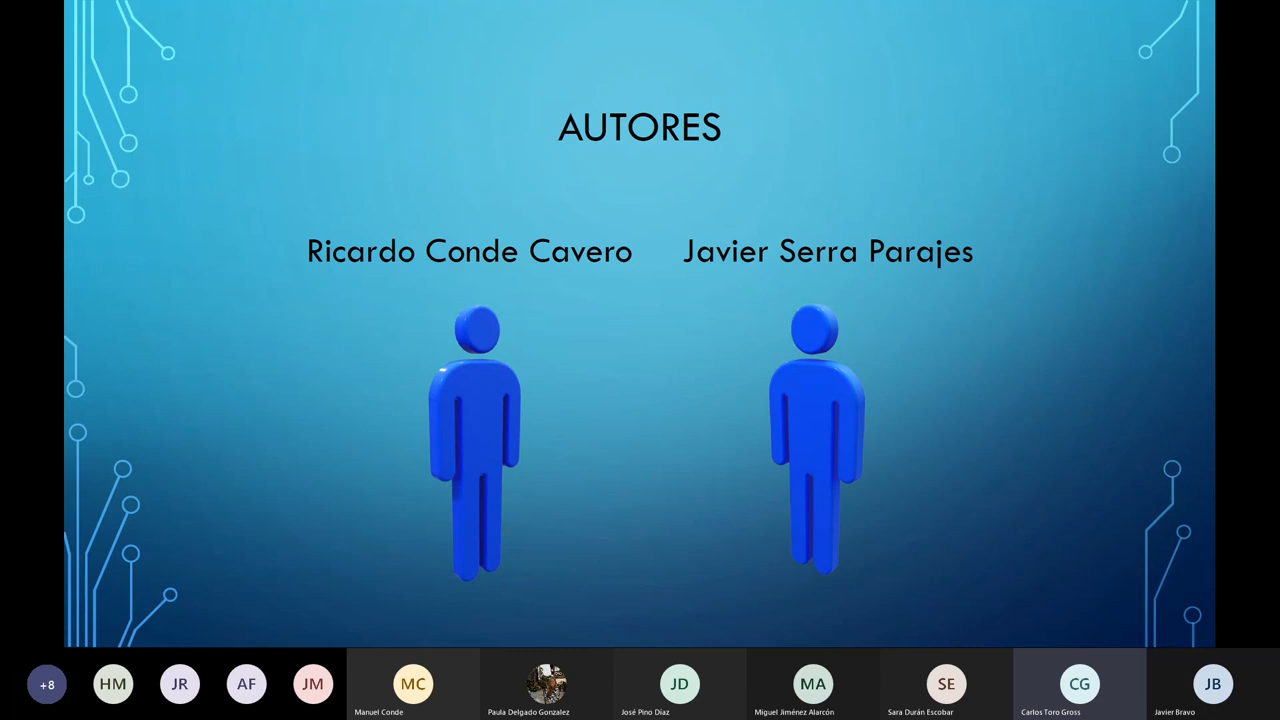 AUTORES
Ricardo Conde Cavero Javier Serra Parajes
+8 HM JR AF JM MC JD MA SE CG JB
Manuel Conde Paula Delgado Gonzalez José Pino Díaz Miguel Jiménez Alarcón Sara Durán Escobar Carlos Toro Gross Javier Bravo